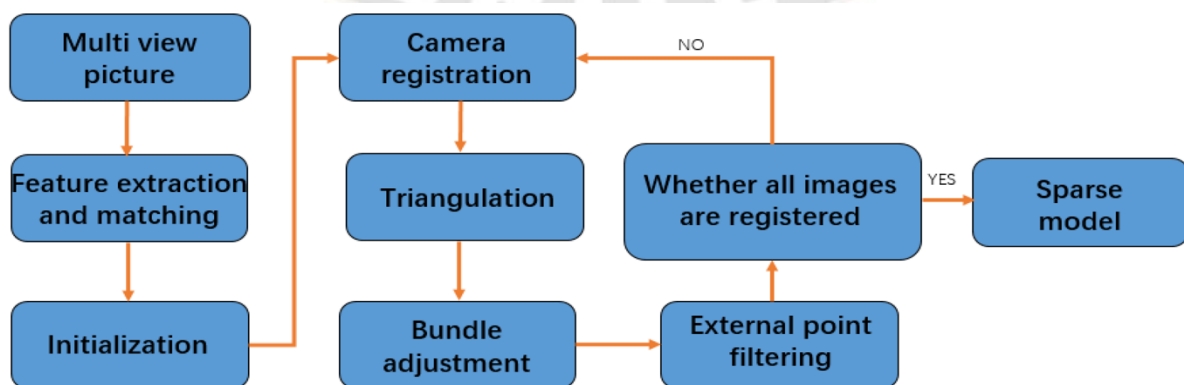 Multi view
picture
Feature extraction
and matching
Initialization
Camera
registration
Triangulation
Bundle
adjustment
External point
filtering
Whether all images
are registered
NO
YES
Sparse
model